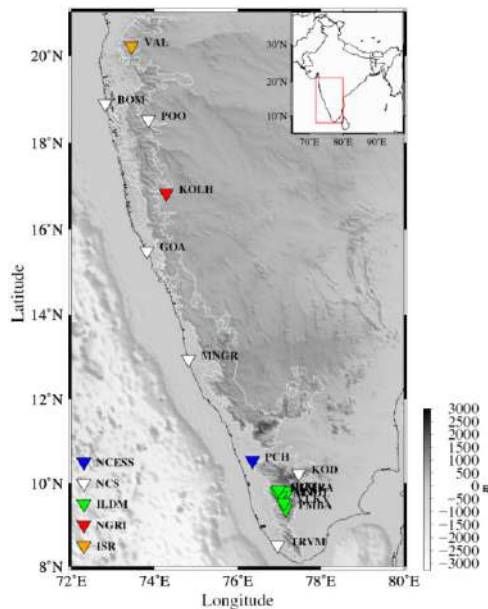 20°N
VAL
30°N
20°N
10°N
70°E
80°E
90°E
BOM
POO
18°N
KOLH
16°N
GOA
Latitude
14°N
MNGR
12°N
3000
2500
2000
1500
1000
500
0
-500
-1000
-1500
-2000
-2500
-3000
m
PCH
NCESS
KOD
NCS
10°N
ILDM
PMBA
NGRI
ISR
TRVM
8°N
72°E
74°E
76°E
78°E
80°E
Longitude